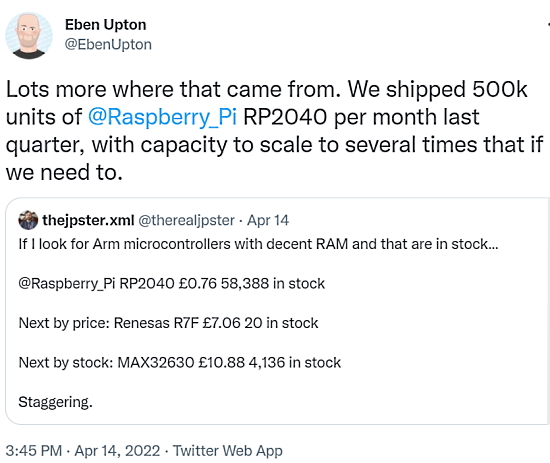 Eben Upton
@EbenUpton
Lots more where that came from. We shipped 500k
units of @Raspberry_Pi RP2040 per month last
quarter, with capacity to scale to several times that if
we need to.
thejpster.xml @therealjpster · Apr 14
If I look for Arm microcontrollers with decent RAM and that are in stock...
@Raspberry_Pi RP2040 £0.76 58,388 in stock
Next by price: Renesas R7F £7.06 20 in stock
Next by stock: MAX32630 £10.88 4,136 in stock
Staggering.
3:45 PM · Apr 14, 2022 · Twitter Web App